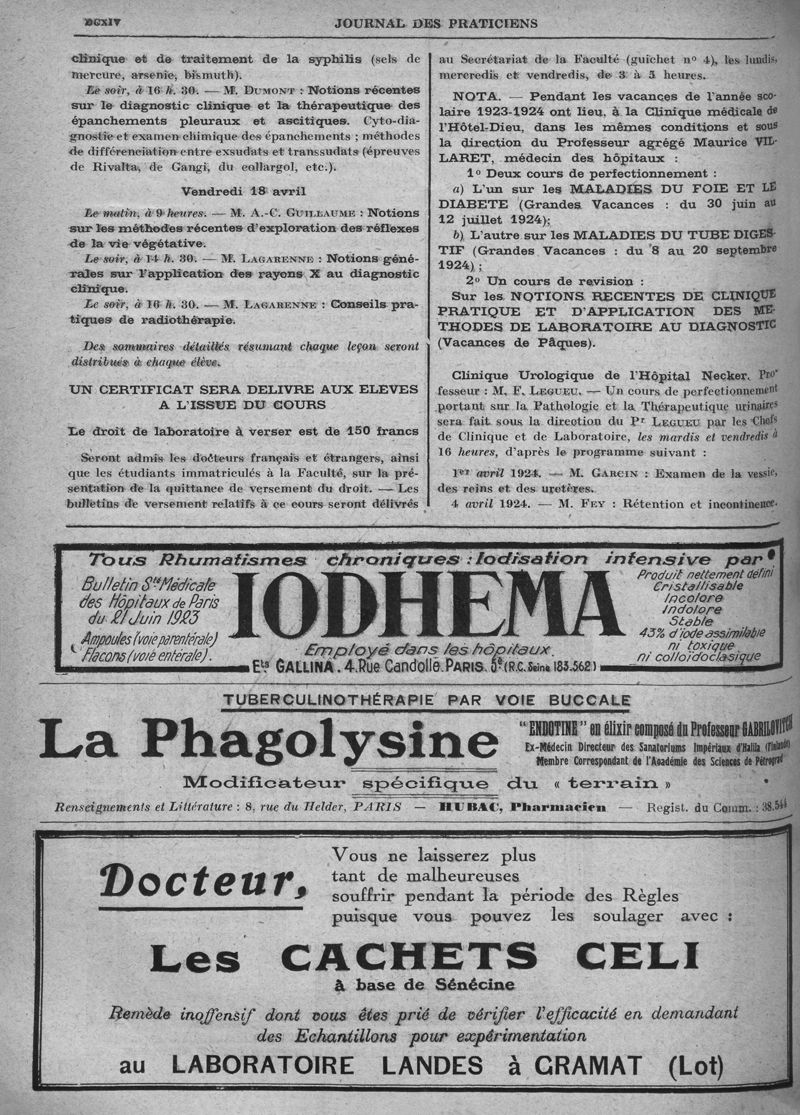 DCXIV
JOURNAL DES PRATICIENS
clinique et de traitement de la syphilis (sels de
mercure, arsenic, bismuth).
Le soir, à 16 h. 30. — M. DUMONT : Notions récentes
sur le diagnostic clinique et la thérapeutique des
épanchements pleuraux et ascitiques. Cyto-dia-
gnostic et examen chimique des épanchements ; méthodes
de différenciation entre exsudats et transsudats (épreuves
de Rivalta, de Gangi, du collargol, etc.).
Vendredi 18 avril
Le matin, à 9 heures. — M. A.-C. GUILLAUME : Notions
sur les méthodes récentes d'exploration des réflexes
de la vie végétative.
Le soir, à 14 h. 30. — M. LAGARENNE : Notions géné-
rales sur l'application des rayons X au diagnostic
clinique.
Le soir, à 16 h. 30. — M. LAGARENNE : Conseils pra-
tiques de radiothérapie.
Des sommaires détaillés résumant chaque leçon seront
distribués à chaque élève.
UN CERTIFICAT SERA DELIVRE AUX ELEVES
A L'ISSUE DU COURS
Le droit de laboratoire à verser est de 150 francs
Seront admis les docteurs français et étrangers, ainsi
que les étudiants immatriculés à la Faculté, sur la pré-
sentation de la quittance de versement du droit. — Les
bulletins de versement relatifs à ce cours seront délivrés
au Secrétariat de la Faculté (guichet n° 4), les lundis,
mercredis et vendredis, de 3 à 5 heures.
NOTA. — Pendant les vacances de l'année sco-
laire 1923-1924 ont lieu, à la Clinique médicale de
l'Hôtel-Dieu, dans les mêmes conditions et sous
la direction du Professeur agrégé Maurice VIL-
LARET, médecin des hôpitaux :
1° Deux cours de perfectionnement :
a) L'un sur les MALADIES DU FOIE ET LE
DIABETE (Grandes Vacances : du 30 juin au
12 juillet 1924);
b) L'autre sur les MALADIES DU TUBE DIGES-
TIF (Grandes Vacances : du 8 au 20 septembre
1924) ;
2° Un cours de revision :
Sur les NOTIONS RECENTES DE CLINIQUE
PRATIQUE ET D'APPLICATION DES ME-
THODES DE LABORATOIRE AU DIAGNOSTIC
(Vacances de Pâques).
Clinique Urologique de l'Hôpital Necker. Pro-
fesseur : M. F. LEGUEU. — Un cours de perfectionnement
portant sur la Pathologie et la Thérapeutique urinaires
sera fait sous la direction du Pr LEGUEU par les Chefs
de Clinique et de Laboratoire, les mardis et vendredis à
16 heures, d'après le programme suivant :
1er avril 1924. — M. GARCIN : Examen de la vessie,
des reins et des uretères.
4 avril 1924. — M. FEY : Rétention et incontinence.
Tous Rhumatismes chroniques : Iodisation intensive par
Bulletin Sté Médicale
des Hôpitaux de Paris
du 21 Juin 1923
Ampoules (voie parentérale)
Flacons (voie entérale).
IODHEMA
Employé dans les hôpitaux.
Ets GALLINA. 4. Rue Candolle. PARIS. 5e (R.C. Seine 183.562)
Produit nettement défini
Cristallisable
Incolore
Indolore
Stable
43% d'iode assimilable
ni toxique
ni colloïdoclasique
TUBERCULINOTHÉRAPIE PAR VOIE BUCCALE
La Phagolysine
"ENDOTINE" en élixir composé du Professeur GABRILOVITCH
Ex-Médecin Directeur des Sanatoriums Impériaux d'Halila (Finlande)
Membre Correspondant de l'Académie des Sciences de Pétrograd
Modificateur spécifique du « terrain »
Renseignements et Littérature : 8, rue du Helder, PARIS — HUBAC, Pharmacien — Regist. du Comm. : 38.544
Docteur,
Vous ne laisserez plus
tant de malheureuses
souffrir pendant la période des Règles
puisque vous pouvez les soulager avec :
Les CACHETS CELI
à base de Sénécine
Remède inoffensif dont vous êtes prié de vérifier l'efficacité en demandant
des Echantillons pour expérimentation
au LABORATOIRE LANDES à GRAMAT (Lot)